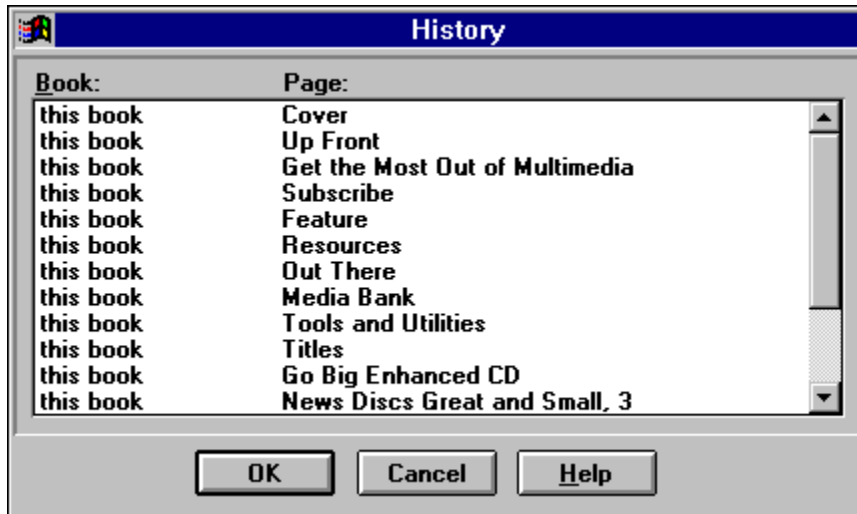 History
Book: Page:
this book Cover
this book Up Front
this book Get the Most Out of Multimedia
this book Subscribe
this book Feature
this book Resources
this book Out There
this book Media Bank
this book Tools and Utilities
this book Titles
this book Go Big Enhanced CD
this book News Discs Great and Small, 3
OK Cancel Help